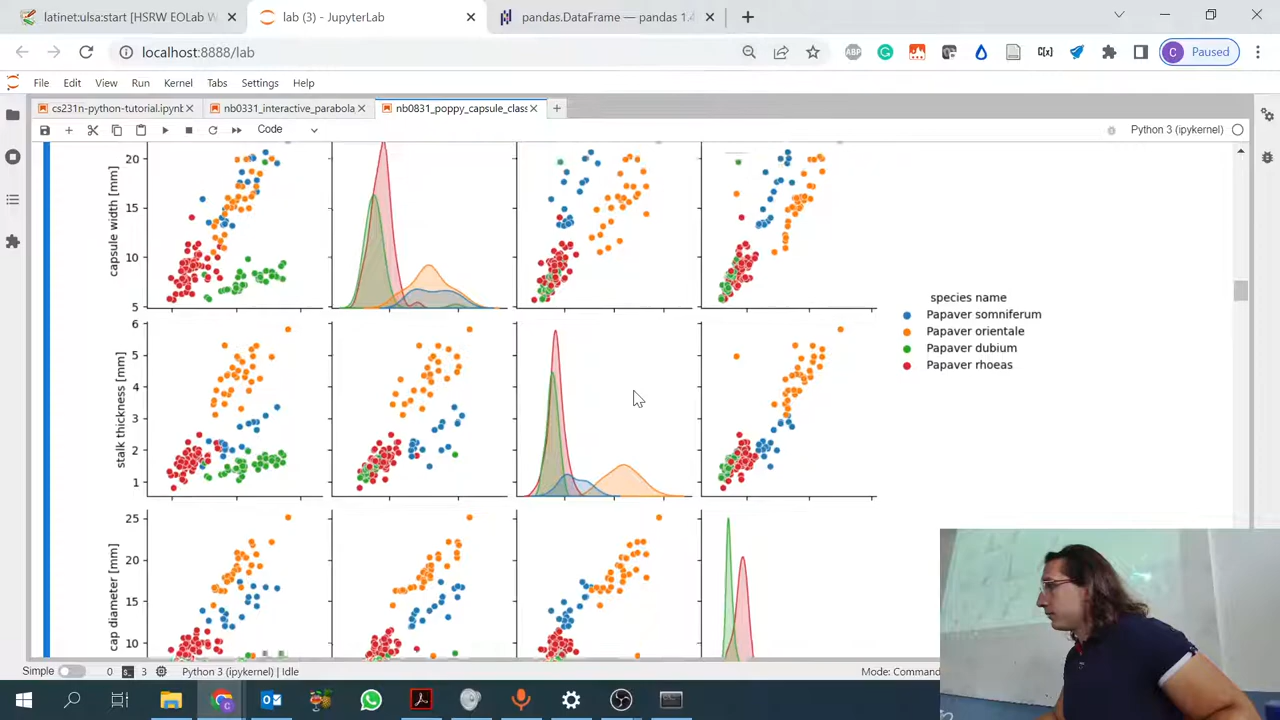 latinet:ulsa:start [HSRW EOLab W
lab (3) - JupyterLab
pandas.DataFrame — pandas 1.4
localhost:8888/lab
ABP
C[x]
C
Paused
File Edit View Run Kernel Tabs Settings Help
cs231n-python-tutorial.ipynb
nb0331_interactive_parabola
nb0831_poppy_capsule_class
Code
Python 3 (ipykernel)
capsule width [mm]
20
15
10
5
species name
Papaver somniferum
Papaver orientale
Papaver dubium
Papaver rhoeas
stalk thickness [mm]
6
5
4
3
2
1
cap diameter [mm]
25
20
15
10
Simple 0 3 Python 3 (ipykernel) | Idle
Mode: Command